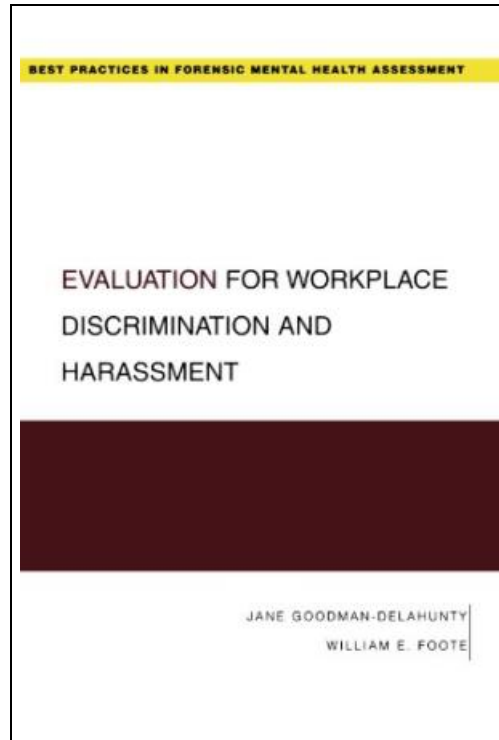 BEST PRACTICES IN FORENSIC MENTAL HEALTH ASSESSMENT
EVALUATION FOR WORKPLACE
DISCRIMINATION AND
HARASSMENT
JANE GOODMAN-DELAHUNTY
WILLIAM E. FOOTE